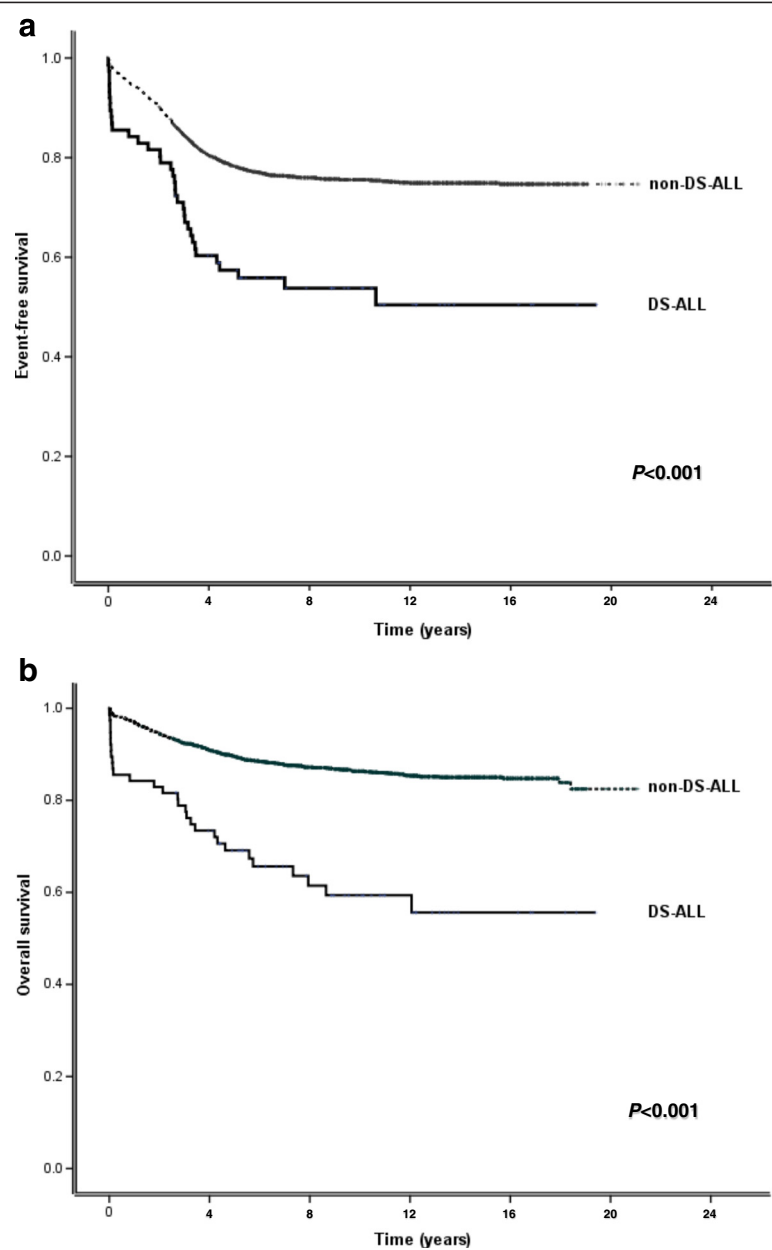 a
1.0
0.8
0.6
0.4
0.2
0.0
Event-free survival
non-DS-ALL
DS-ALL
P<0.001
0 4 8 12 16 20 24
Time (years)
b
1.0
0.8
0.6
0.4
0.2
0.0
Overall survival
non-DS-ALL
DS-ALL
P<0.001
0 4 8 12 16 20 24
Time (years)